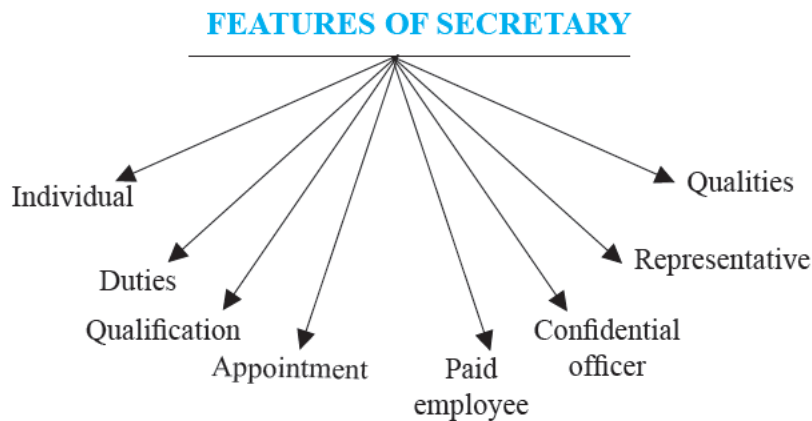 FEATURES OF SECRETARY
Individual
Duties
Qualification
Appointment
Paid
employee
Confidential
officer
Representative
Qualities